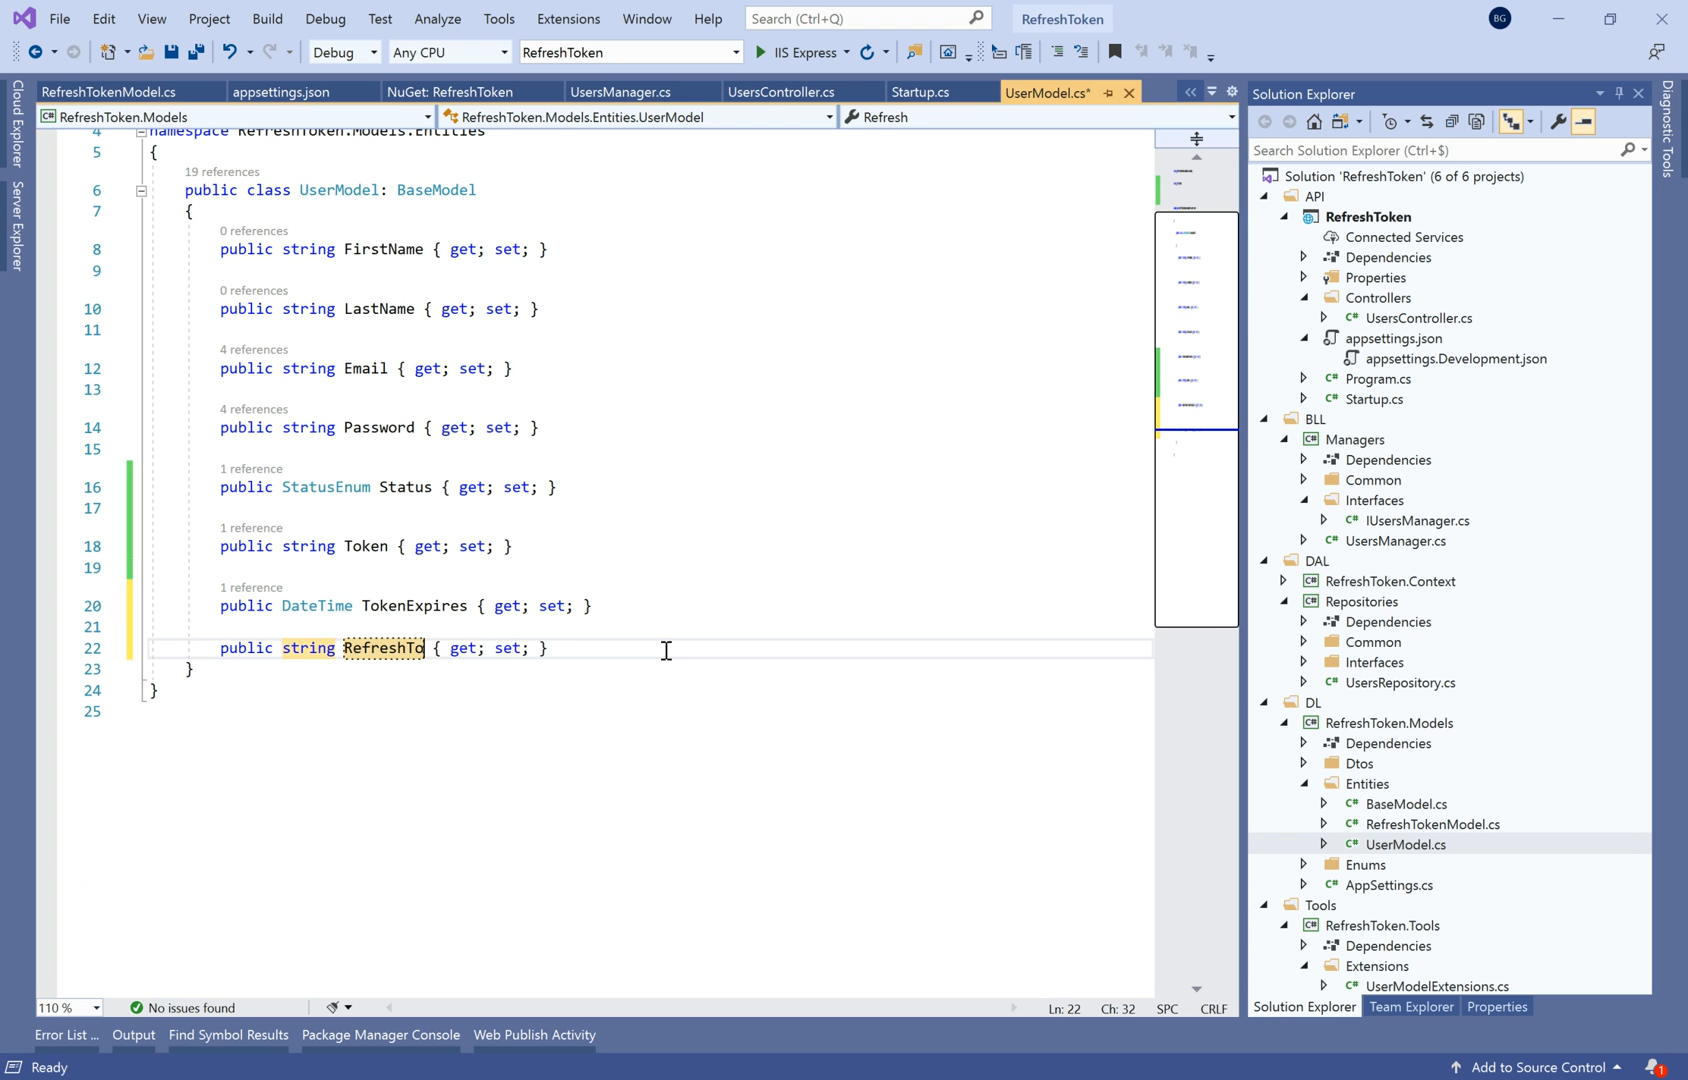 File Edit View Project Build Debug Test Analyze Tools Extensions Window Help Search (Ctrl+Q) RefreshToken BG
Debug Any CPU RefreshToken IIS Express
RefreshTokenModel.cs appsettings.json NuGet: RefreshToken UsersManager.cs UsersController.cs Startup.cs UserModel.cs*
RefreshToken.Models RefreshToken.Models.Entities.UserModel Refresh
Cloud Explorer
Server Explorer
4 namespace RefreshToken.Models.Entities
5 {
19 references
6 public class UserModel: BaseModel
7 {
0 references
8 public string FirstName { get; set; }
9
0 references
10 public string LastName { get; set; }
11
4 references
12 public string Email { get; set; }
13
4 references
14 public string Password { get; set; }
15
1 reference
16 public StatusEnum Status { get; set; }
17
1 reference
18 public string Token { get; set; }
19
1 reference
20 public DateTime TokenExpires { get; set; }
21
22 public string RefreshTo { get; set; }
23 }
24 }
25
110 % No issues found Ln: 22 Ch: 32 SPC CRLF
Solution Explorer
Search Solution Explorer (Ctrl+$)
Solution 'RefreshToken' (6 of 6 projects)
API
RefreshToken
Connected Services
Dependencies
Properties
Controllers
C# UsersController.cs
appsettings.json
appsettings.Development.json
C# Program.cs
C# Startup.cs
BLL
C# Managers
Dependencies
Common
Interfaces
C# IUsersManager.cs
C# UsersManager.cs
DAL
C# RefreshToken.Context
C# Repositories
Dependencies
Common
Interfaces
C# UsersRepository.cs
DL
C# RefreshToken.Models
Dependencies
Dtos
Entities
C# BaseModel.cs
C# RefreshTokenModel.cs
C# UserModel.cs
Enums
C# AppSettings.cs
Tools
C# RefreshToken.Tools
Dependencies
Extensions
C# UserModelExtensions.cs
Solution Explorer Team Explorer Properties
Diagnostic Tools
Error List ... Output Find Symbol Results Package Manager Console Web Publish Activity
Ready Add to Source Control 1